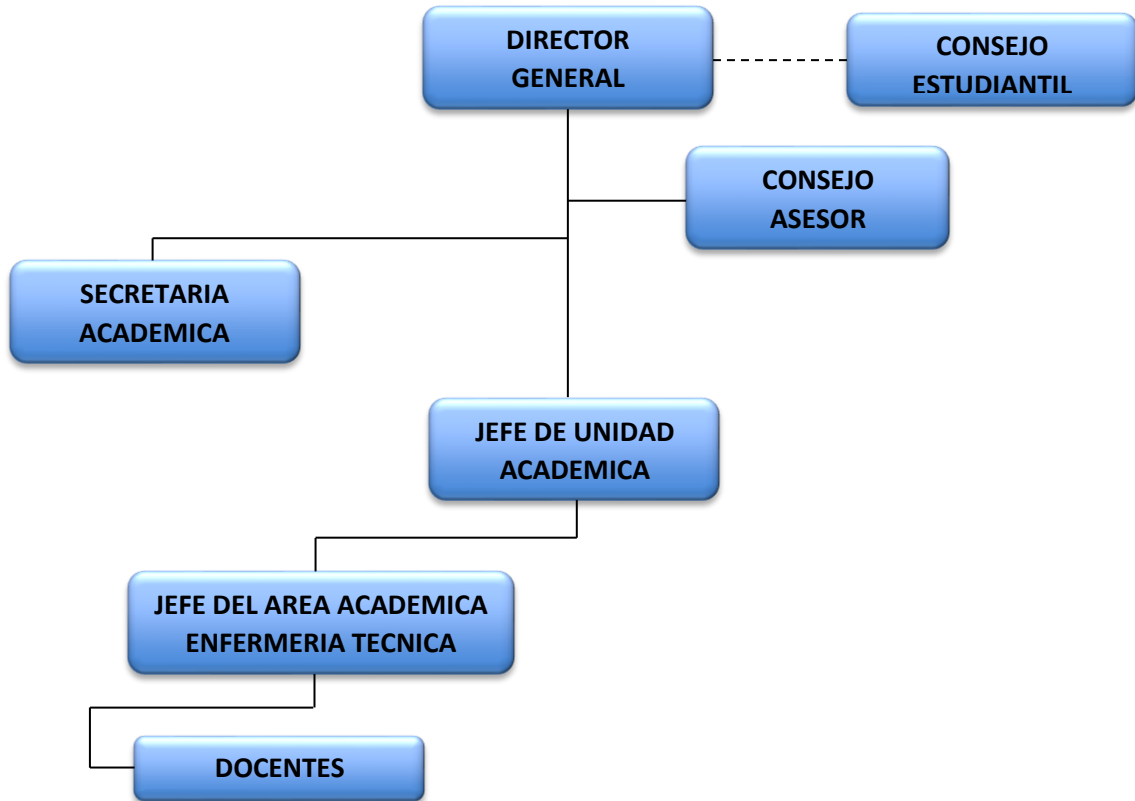 DIRECTOR
GENERAL
CONSEJO
ESTUDIANTIL
CONSEJO
ASESOR
SECRETARIA
ACADEMICA
JEFE DE UNIDAD
ACADEMICA
JEFE DEL AREA ACADEMICA
ENFERMERIA TECNICA
DOCENTES